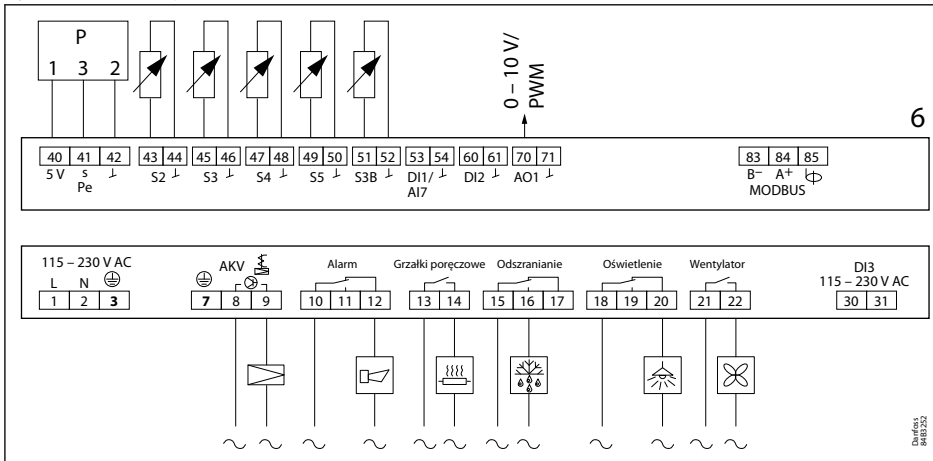 P
1 3 2
0 – 10 V/
PWM
6
40 41 42 43 44 45 46 47 48 49 50 51 52 53 54 60 61 70 71 83 84 85
5 V s S2 S3 S4 S5 S3B DI1/ DI2 AO1 B− A+
Pe AI7 MODBUS
115 – 230 V AC AKV Alarm Grzałki poręczowe Odszranianie Oświetlenie Wentylator DI3
L N 115 – 230 V AC
1 2 3 7 8 9 10 11 12 13 14 15 16 17 18 19 20 21 22 30 31
Danfoss
84B3252